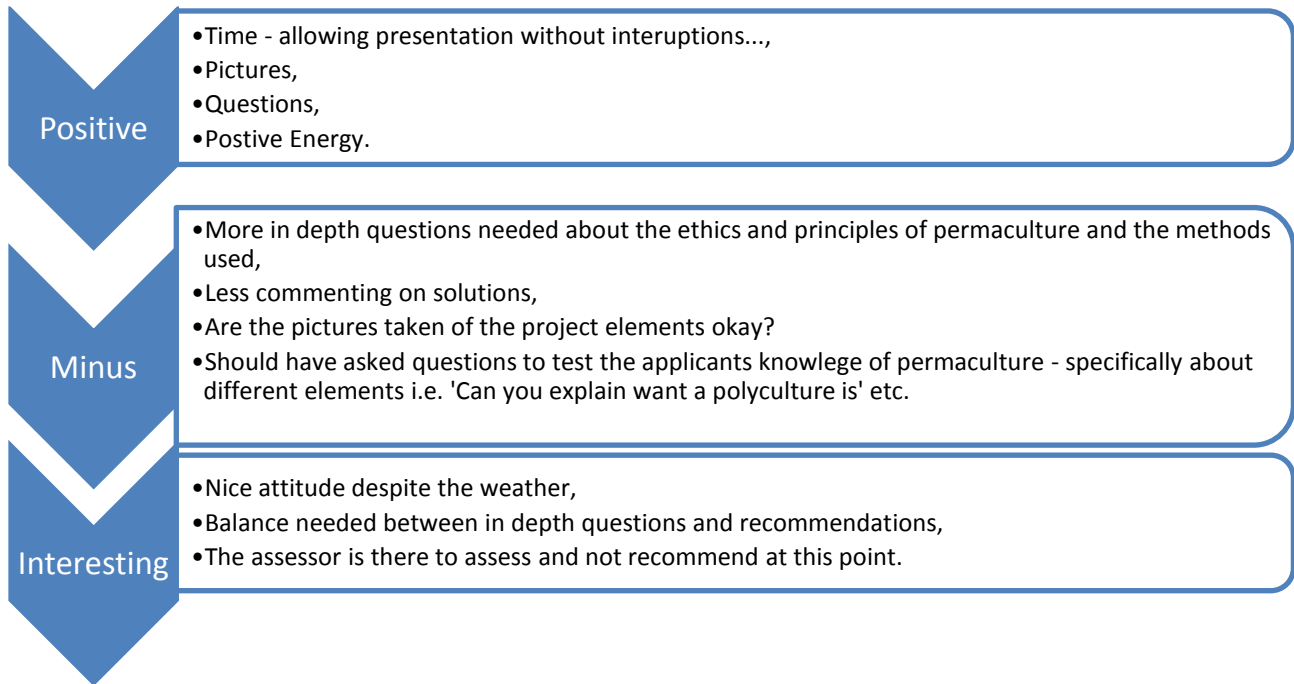 Positive
•Time - allowing presentation without interuptions...,
•Pictures,
•Questions,
•Postive Energy.
Minus
•More in depth questions needed about the ethics and principles of permaculture and the methods
used,
•Less commenting on solutions,
•Are the pictures taken of the project elements okay?
•Should have asked questions to test the applicants knowlege of permaculture - specifically about
different elements i.e. 'Can you explain want a polyculture is' etc.
Interesting
•Nice attitude despite the weather,
•Balance needed between in depth questions and recommendations,
•The assessor is there to assess and not recommend at this point.